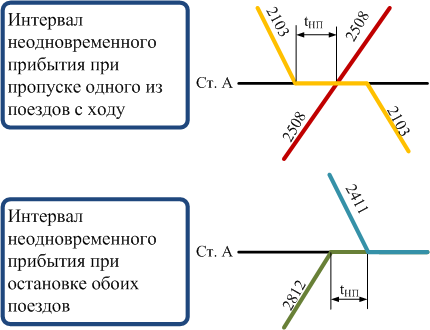 Интервал
неодновременного
прибытия при
пропуске одного из
поездов с ходу
2103
tНП
2508
Ст. А
2508
2103
Интервал
неодновременного
прибытия при
остановке обоих
поездов
2411
Ст. А
2812
tНП